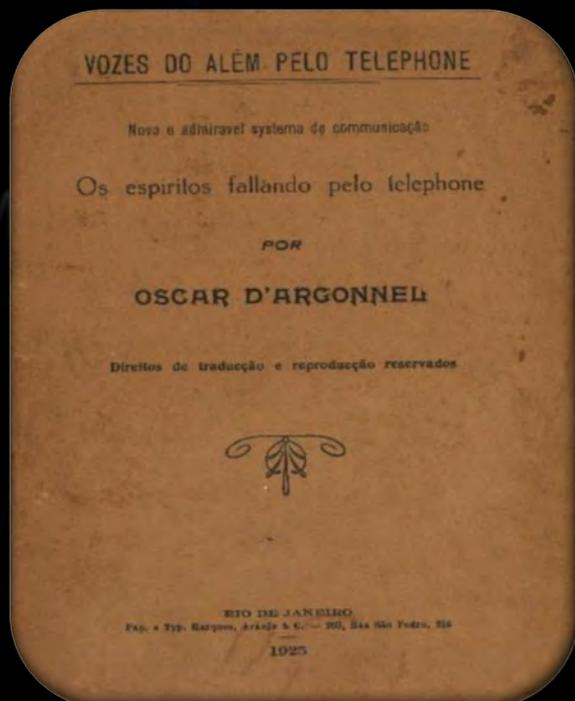 VOZES DO ALÉM PELO TELEPHONE
Novo e admiravel systema de communicação
Os espiritos fallando pelo telephone
POR
OSCAR D'ARGONNEL
Direitos de traducção e reproducção reservados
RIO DE JANEIRO
Pap. e Typ. Marques, Araujo & C. — Rua São Pedro,
1925